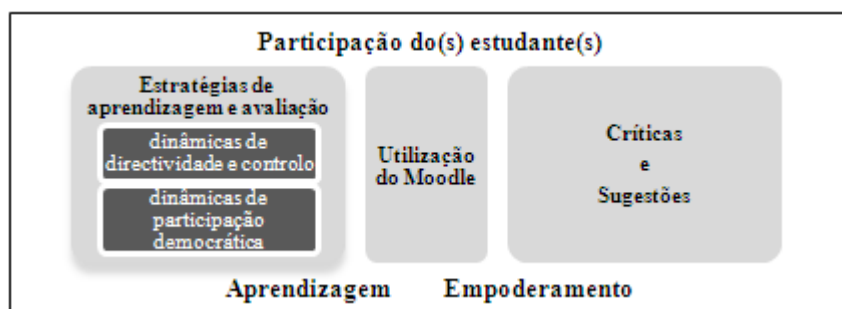 Participação do(s) estudante(s)
Estratégias de
aprendizagem e avaliação
dinâmicas de
directividade e controlo
dinâmicas de
participação
democrática
Utilização
do Moodle
Críticas
e
Sugestões
Aprendizagem Empoderamento